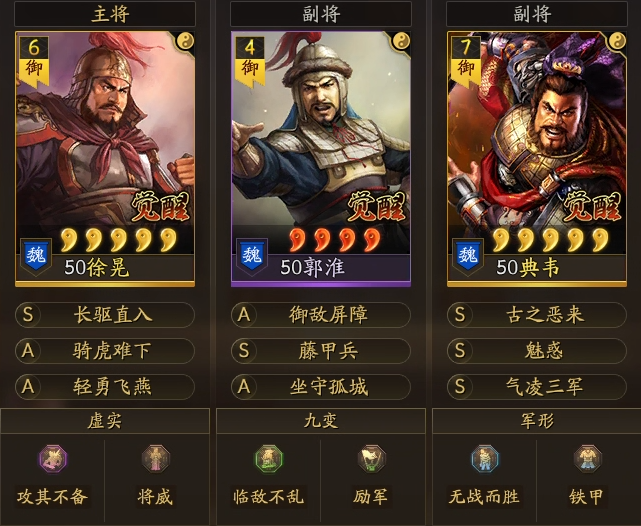 主将 副将 副将
6 4 7
御 御 御
觉醒 觉醒 觉醒
魏 魏 魏
50徐晃 50郭淮 50典韦
S 长驱直入 A 御敌屏障 S 古之恶来
A 骑虎难下 S 藤甲兵 S 魅惑
A 轻勇飞燕 A 坐守孤城 S 气凌三军
虚实 九变 军形
攻其不备 将威 临敌不乱 励军 无战而胜 铁甲